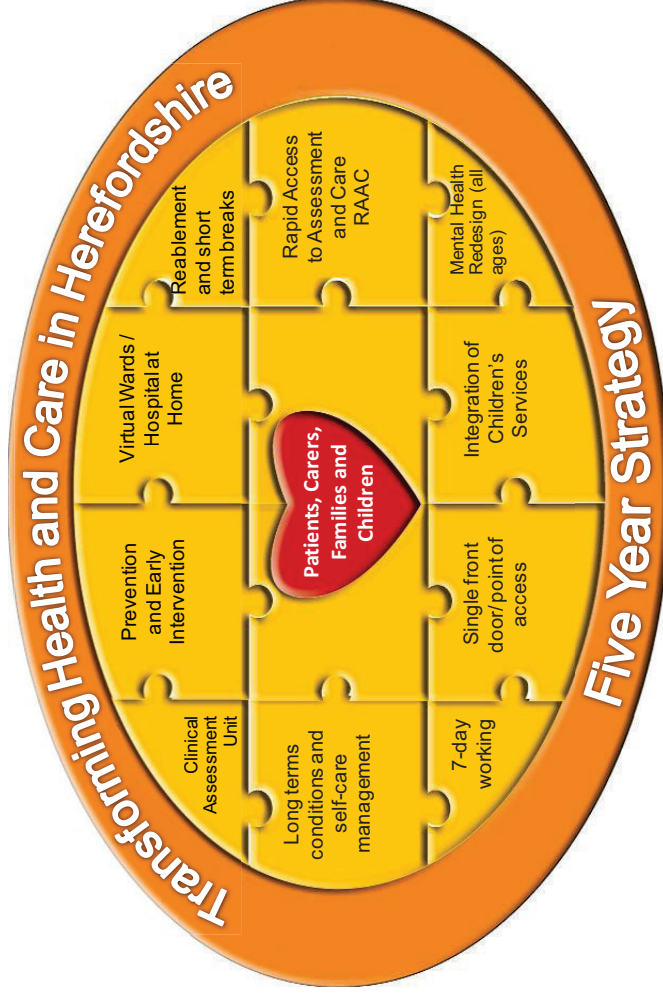 Transforming Health and Care in Herefordshire
Clinical
Assessment
Unit
Prevention
and Early
Intervention
Virtual Wards /
Hospital at
Home
Reablement
and short
term breaks
Long terms
conditions and
self-care
management
Patients, Carers,
Families and
Children
Rapid Access
to Assessment
and Care
RAAC
7-day
working
Single front
door/point of
access
Integration of
Children's
Services
Mental Health
Redesign (all
ages)
Five Year Strategy